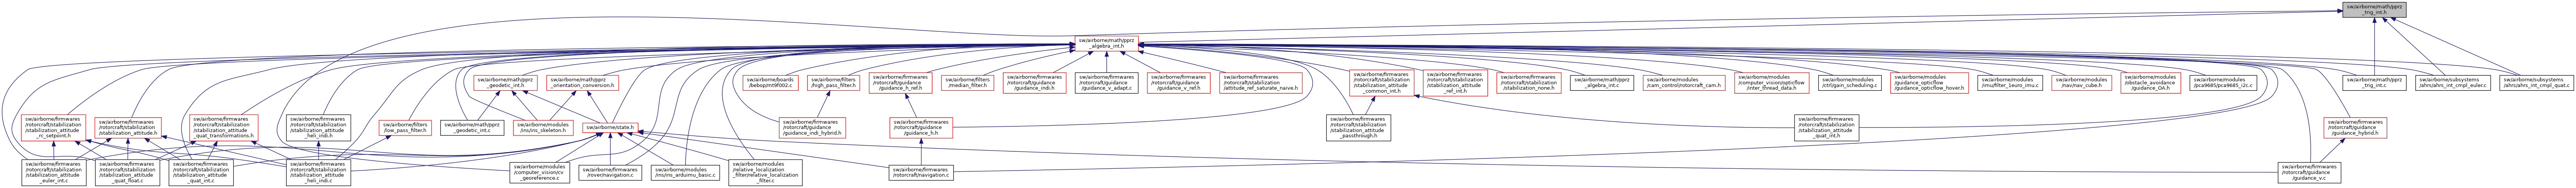 sw/airborne/math/pprz
_trig_int.h
sw/airborne/math/pprz
_algebra_int.h
sw/airborne/math/pprz
_geodetic_int.h
sw/airborne/math/pprz
_orientation_conversion.h
sw/airborne/boards
/bebop/mt9f002.c
sw/airborne/filters
/high_pass_filter.h
sw/airborne/firmwares
/rotorcraft/guidance
/guidance_h_ref.h
sw/airborne/filters
/median_filter.h
sw/airborne/firmwares
/rotorcraft/guidance
/guidance_indi.h
sw/airborne/firmwares
/rotorcraft/guidance
/guidance_v_adapt.c
sw/airborne/firmwares
/rotorcraft/guidance
/guidance_v_ref.h
sw/airborne/firmwares
/rotorcraft/stabilization
/attitude_ref_saturate_naive.h
sw/airborne/firmwares
/rotorcraft/stabilization
/stabilization_attitude
_common_int.h
sw/airborne/firmwares
/rotorcraft/stabilization
/stabilization_attitude
_ref_int.h
sw/airborne/firmwares
/rotorcraft/stabilization
/stabilization_none.h
sw/airborne/math/pprz
_algebra_int.c
sw/airborne/modules
/cam_control/rotorcraft_cam.h
sw/airborne/modules
/computer_vision/opticflow
/inter_thread_data.h
sw/airborne/modules
/ctrl/gain_scheduling.c
sw/airborne/modules
/guidance_opticflow
/guidance_opticflow_hover.h
sw/airborne/modules
/imu/filter_1euro_imu.c
sw/airborne/modules
/nav/nav_cube.h
sw/airborne/modules
/obstacle_avoidance
/guidance_OA.h
sw/airborne/modules
/pca9685/pca9685_i2c.c
sw/airborne/math/pprz
_trig_int.c
sw/airborne/subsystems
/ahrs/ahrs_int_cmpl_euler.c
sw/airborne/subsystems
/ahrs/ahrs_int_cmpl_quat.c
sw/airborne/firmwares
/rotorcraft/stabilization
/stabilization_attitude
_rc_setpoint.h
sw/airborne/firmwares
/rotorcraft/stabilization
/stabilization_attitude.h
sw/airborne/firmwares
/rotorcraft/stabilization
/stabilization_attitude
_quat_transformations.h
sw/airborne/firmwares
/rotorcraft/stabilization
/stabilization_attitude
_heli_indi.h
sw/airborne/filters
/low_pass_filter.h
sw/airborne/math/pprz
_geodetic_int.c
sw/airborne/modules
/ins/ins_skeleton.h
sw/airborne/state.h
sw/airborne/firmwares
/rotorcraft/guidance
/guidance_indi_hybrid.h
sw/airborne/firmwares
/rotorcraft/guidance
/guidance_h.h
sw/airborne/firmwares
/rotorcraft/stabilization
/stabilization_attitude
_passthrough.h
sw/airborne/firmwares
/rotorcraft/stabilization
/stabilization_attitude
_quat_int.h
sw/airborne/firmwares
/rotorcraft/guidance
/guidance_hybrid.h
sw/airborne/firmwares
/rotorcraft/stabilization
/stabilization_attitude
_euler_int.c
sw/airborne/firmwares
/rotorcraft/stabilization
/stabilization_attitude
_quat_float.c
sw/airborne/firmwares
/rotorcraft/stabilization
/stabilization_attitude
_quat_int.c
sw/airborne/firmwares
/rotorcraft/stabilization
/stabilization_attitude
_heli_indi.c
sw/airborne/modules
/computer_vision/cv
_georeference.c
sw/airborne/firmwares
/rover/navigation.c
sw/airborne/modules
/ins/ins_arduimu_basic.c
sw/airborne/modules
/relative_localization
_filter/relative_localization
_filter.c
sw/airborne/firmwares
/rotorcraft/navigation.c
sw/airborne/firmwares
/rotorcraft/guidance
/guidance_v.c